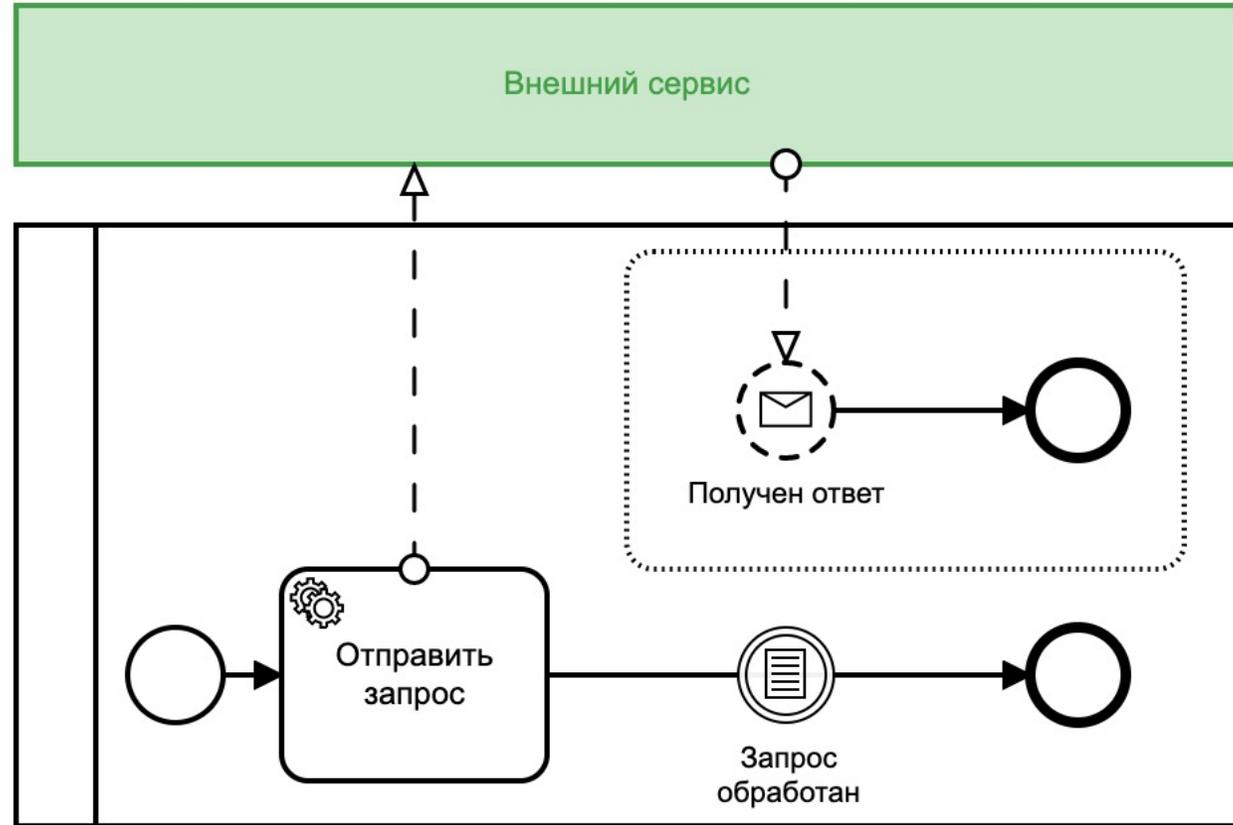 Внешний сервис
Получен ответ
Отправить
запрос
Запрос
обработан